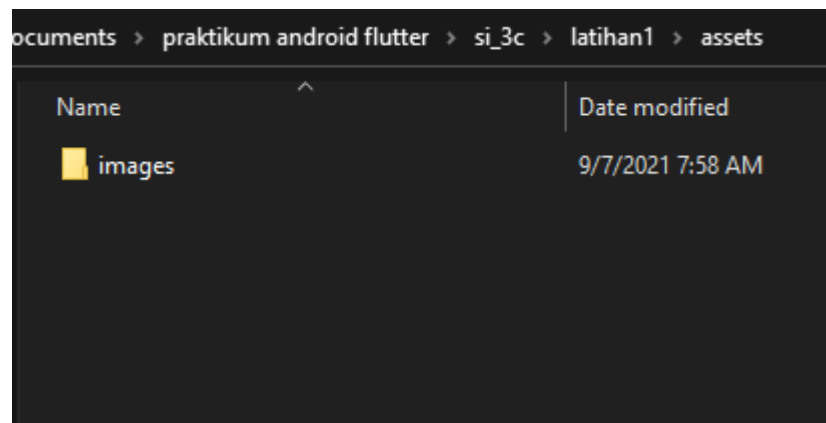 ocuments > praktikum android flutter > si_3c > latihan1 > assets
Name Date modified
images 9/7/2021 7:58 AM